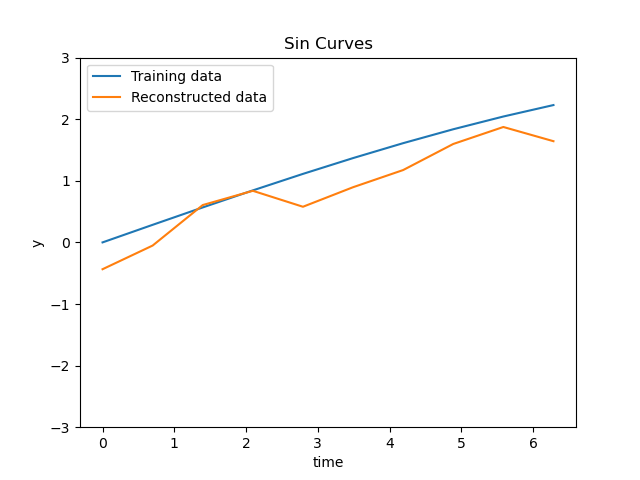 Sin Curves
Training data
Reconstructed data
3
2
1
0
−1
−2
−3
y
0 1 2 3 4 5 6
time